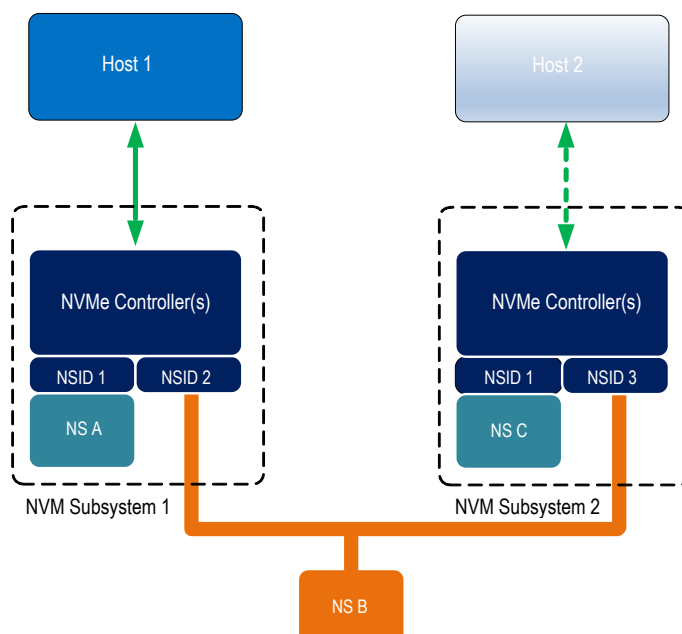 Host 1
Host 2
NVMe Controller(s)
NVMe Controller(s)
NSID 1
NSID 2
NSID 1
NSID 3
NS A
NS C
NVM Subsystem 1
NVM Subsystem 2
NS B